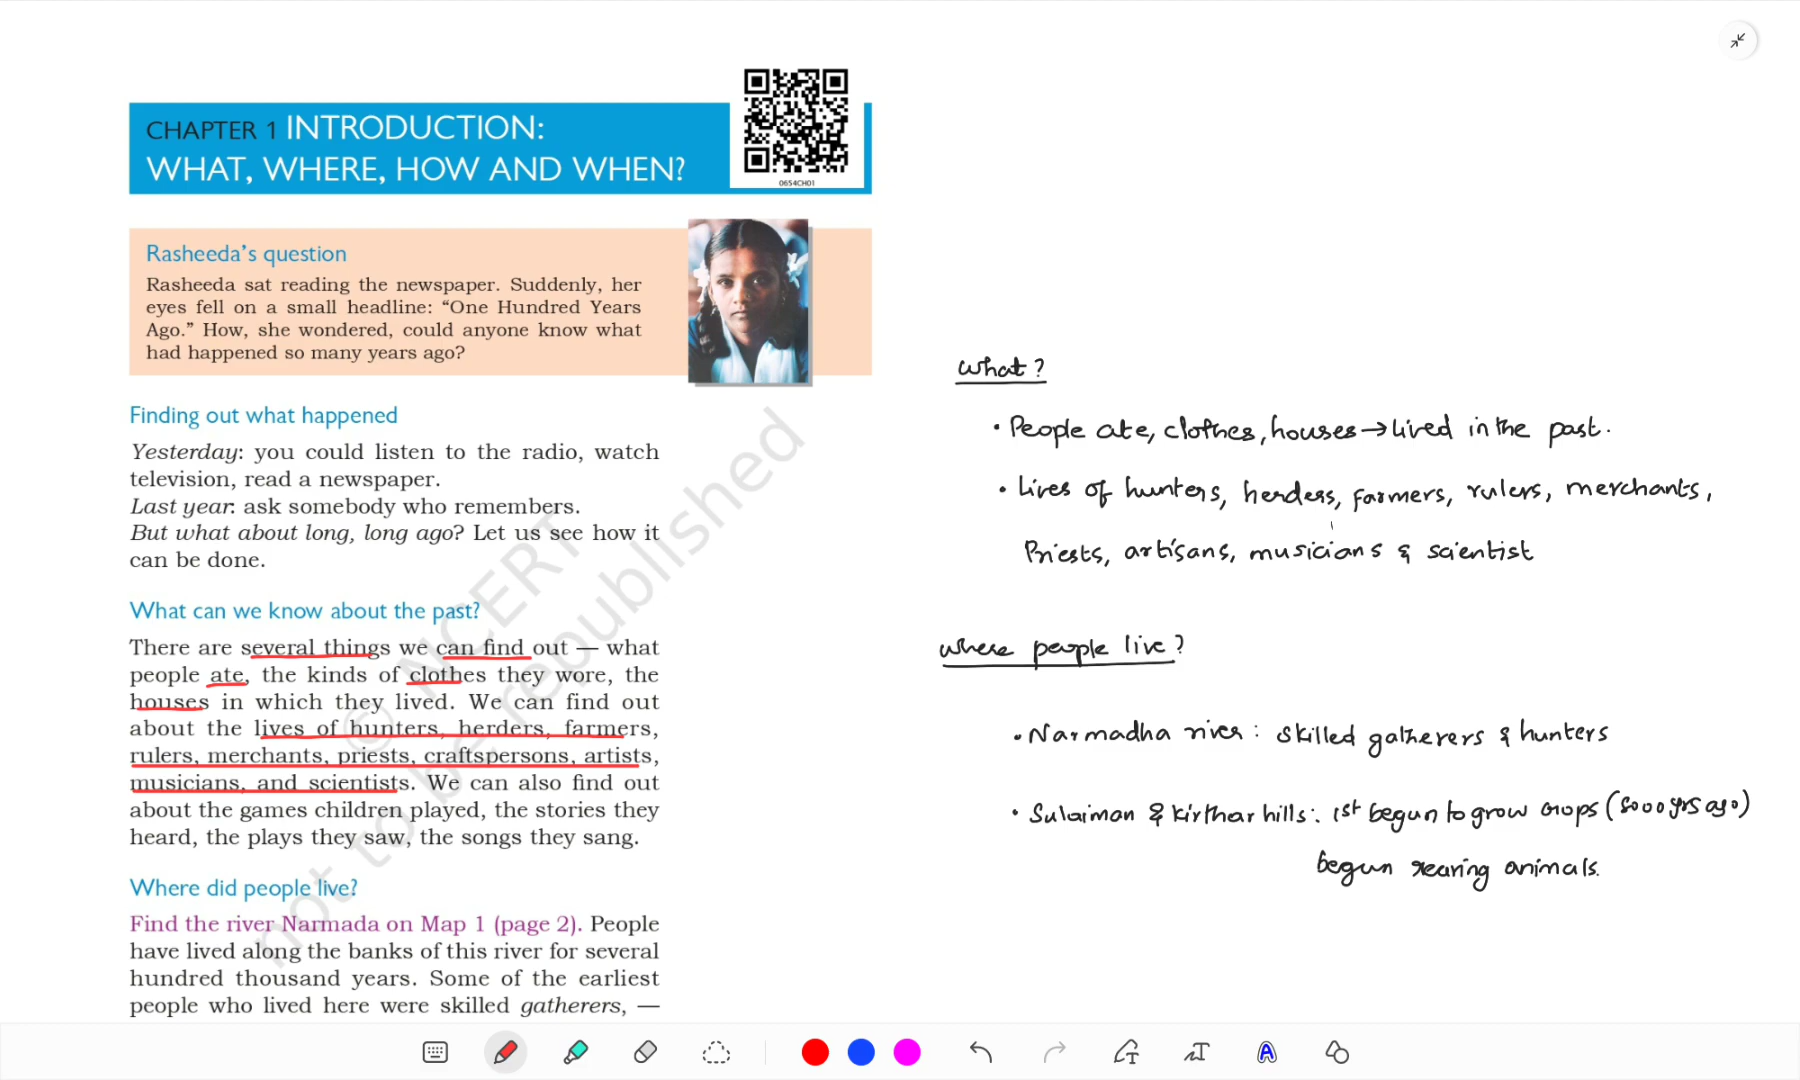 CHAPTER 1 INTRODUCTION:
WHAT, WHERE, HOW AND WHEN?
0654CH01
Rasheeda's question
Rasheeda sat reading the newspaper. Suddenly, her
eyes fell on a small headline: “One Hundred Years
Ago.” How, she wondered, could anyone know what
had happened so many years ago?
Finding out what happened
Yesterday: you could listen to the radio, watch
television, read a newspaper.
Last year: ask somebody who remembers.
But what about long, long ago? Let us see how it
can be done.
What can we know about the past?
There are several things we can find out — what
people ate, the kinds of clothes they wore, the
houses in which they lived. We can find out
about the lives of hunters, herders, farmers,
rulers, merchants, priests, craftspersons, artists,
musicians, and scientists. We can also find out
about the games children played, the stories they
heard, the plays they saw, the songs they sang.
Where did people live?
Find the river Narmada on Map 1 (page 2). People
have lived along the banks of this river for several
hundred thousand years. Some of the earliest
people who lived here were skilled gatherers, —
© NCERT
not to be republished
What?
• People ate, clothes, houses → lived in the past.
• Lives of hunters, herders, farmers, rulers, merchants,
Priests, artisans, musicians & scientist
Where people live?
• Narmadha river: Skilled gatherers & hunters
• Sulaiman & Kirthar hills: 1st begun to grow crops (8000 yrs ago)
begun rearing animals.